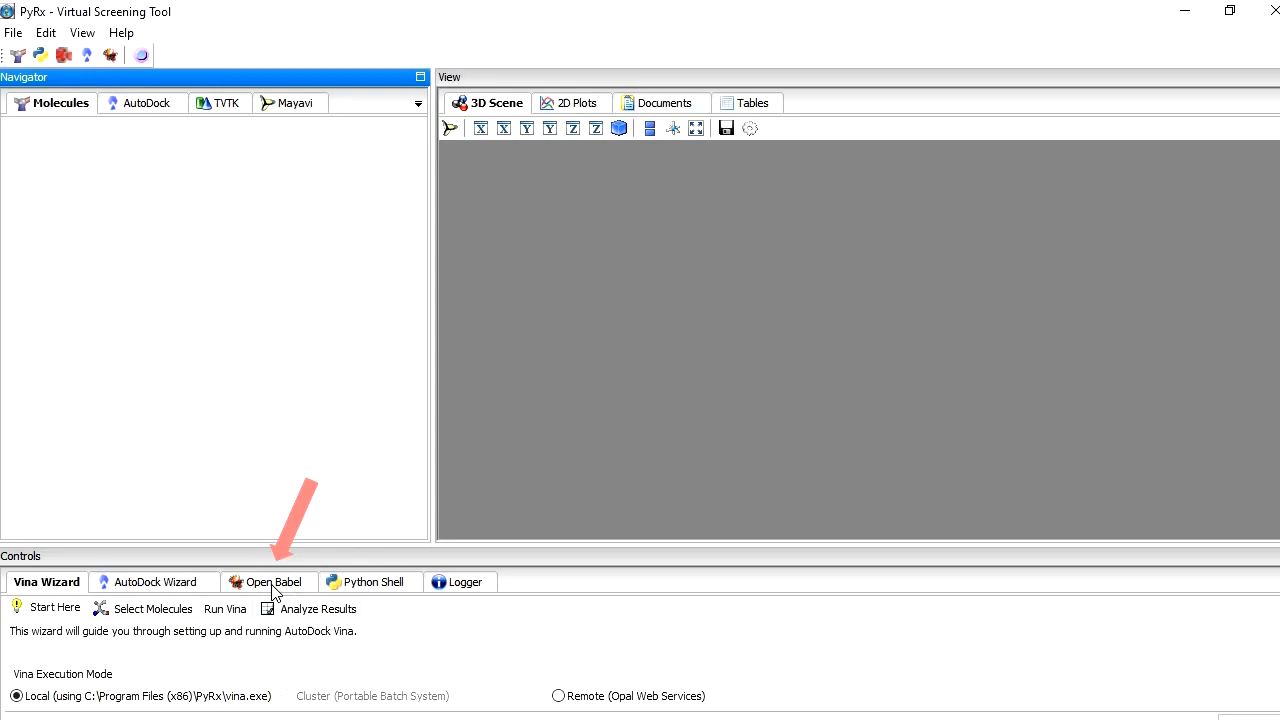 PyRx - Virtual Screening Tool
File Edit View Help
Navigator
View
Molecules AutoDock TVTK Mayavi
3D Scene 2D Plots Documents Tables
X X Y Y Z Z
Controls
Vina Wizard AutoDock Wizard Open Babel Python Shell Logger
Start Here Select Molecules Run Vina Analyze Results
This wizard will guide you through setting up and running AutoDock Vina.
Vina Execution Mode
Local (using C:\Program Files (x86)\PyRx\vina.exe) Cluster (Portable Batch System) Remote (Opal Web Services)